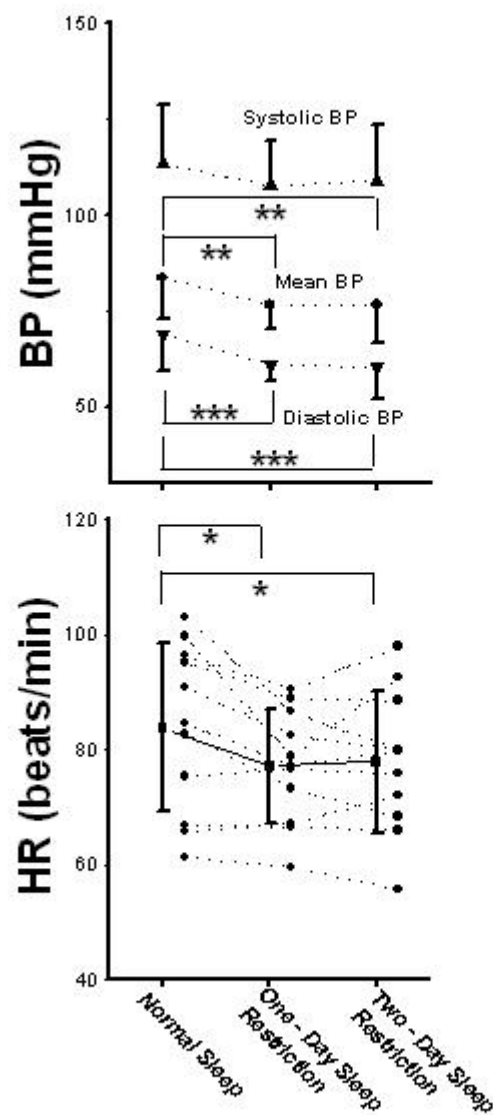 150
Systolic BP
BP (mmHg)
100
**
**
Mean BP
50
***
Diastolic BP
***
120
*
*
HR (beats/min)
100
80
60
40
Normal Sleep
One - Day Sleep
Restriction
Two - Day Sleep
Restriction